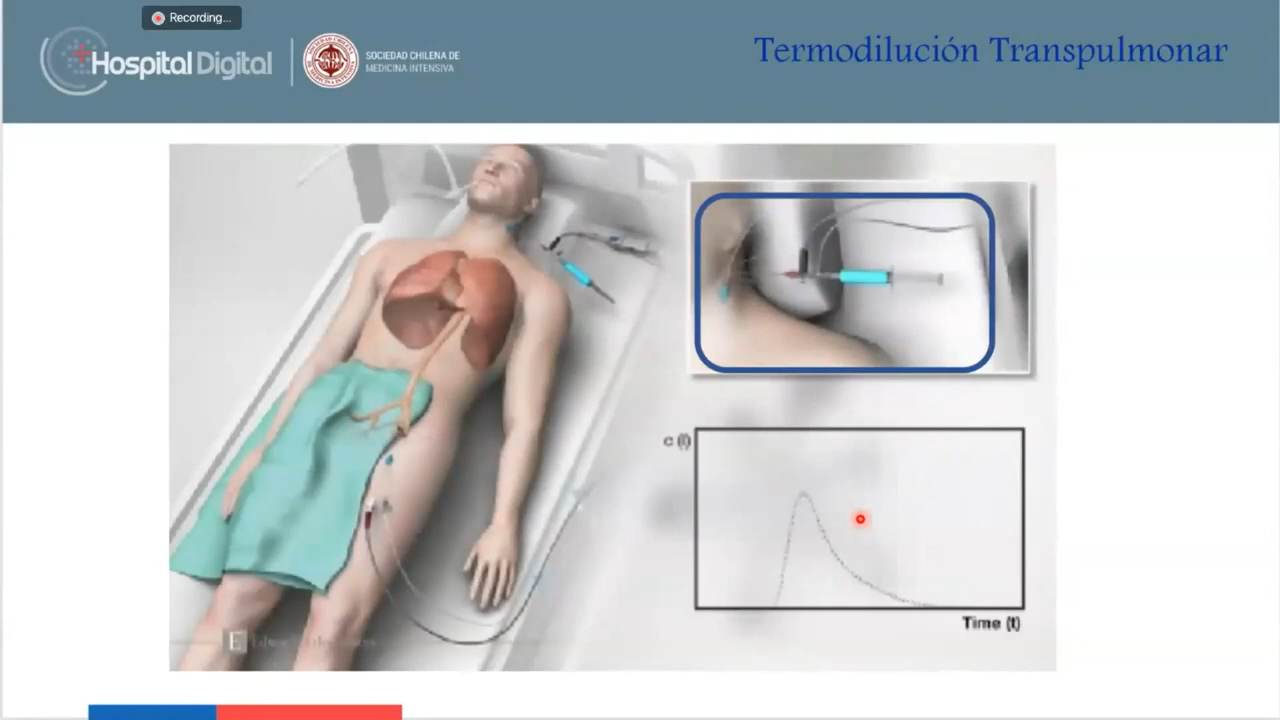 Recording...
Hospital Digital
SOCIEDAD CHILENA DE
MEDICINA INTENSIVA
Termodilución Transpulmonar
c (t)
Time (t)
E